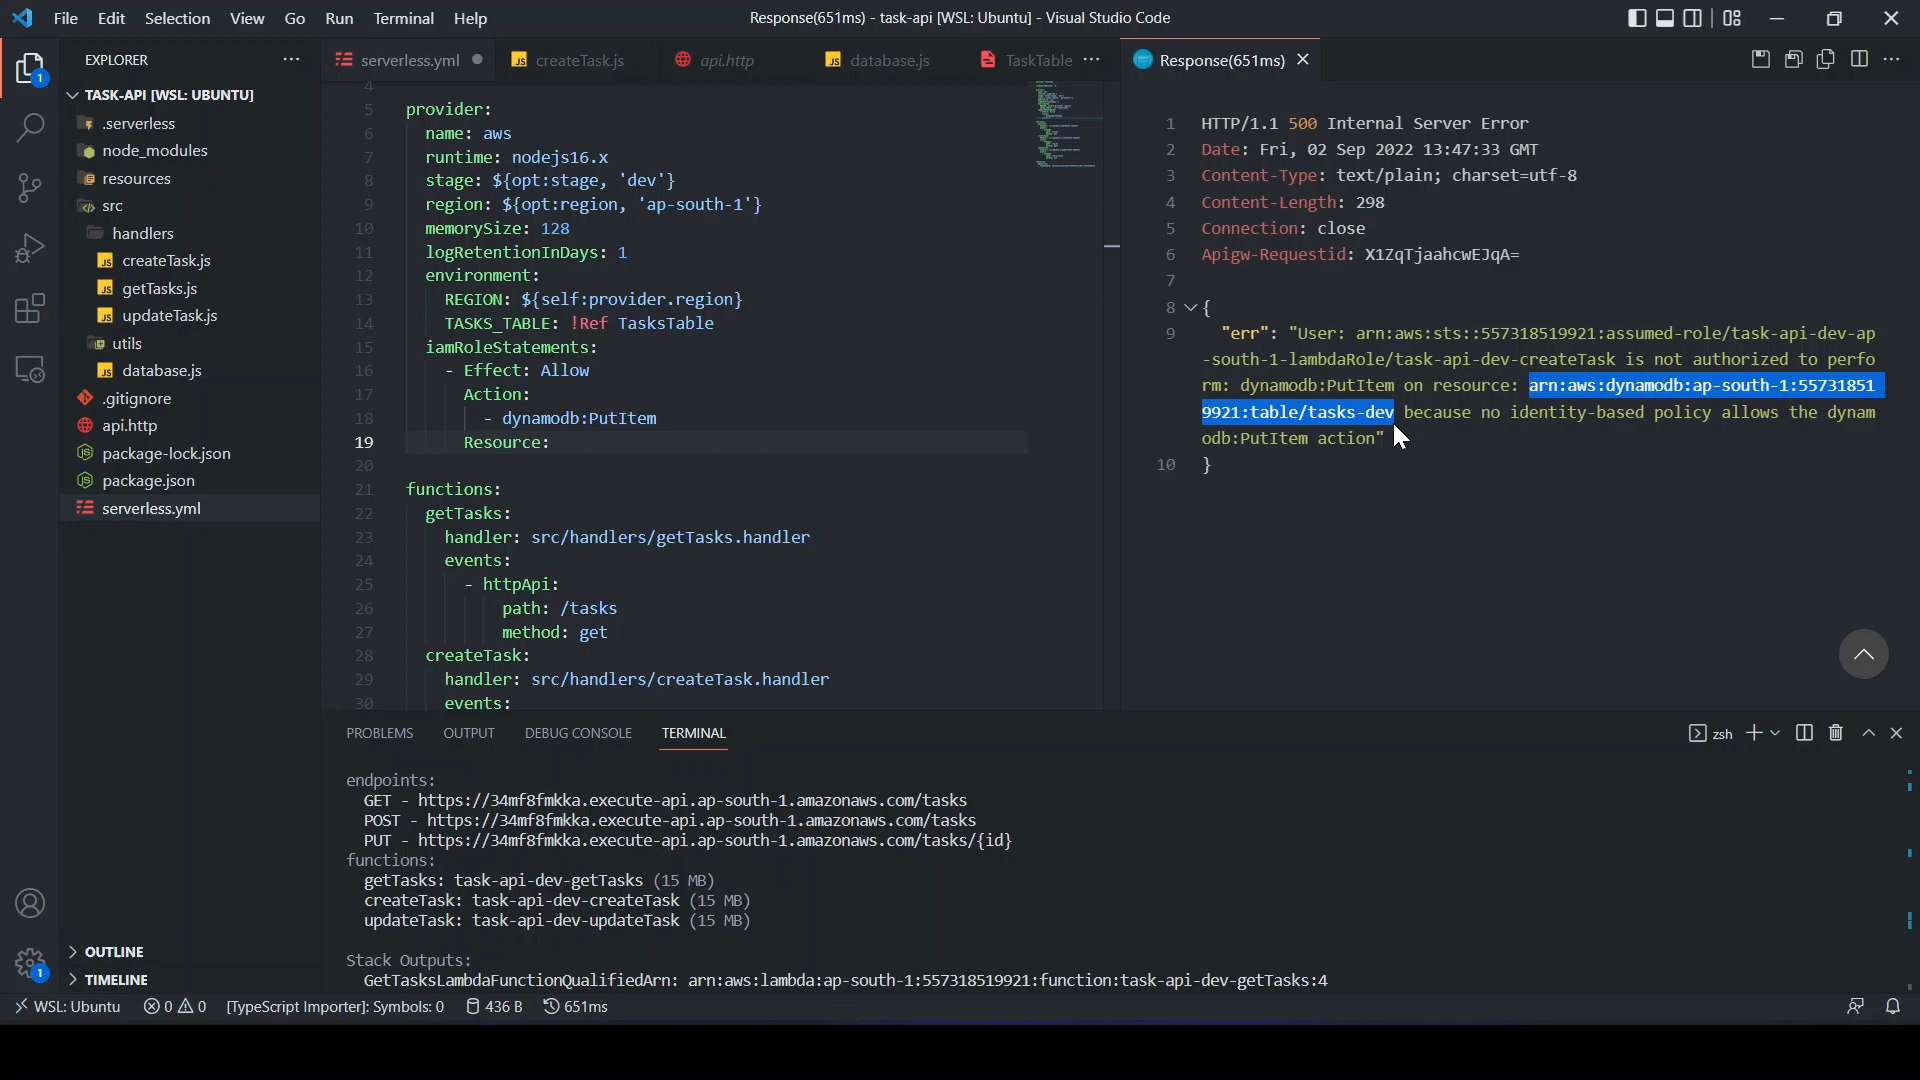 File Edit Selection View Go Run Terminal Help
Response(651ms) - task-api [WSL: Ubuntu] - Visual Studio Code
EXPLORER
TASK-API [WSL: UBUNTU]
.serverless
node_modules
resources
src
handlers
createTask.js
getTasks.js
updateTask.js
utils
database.js
.gitignore
api.http
package-lock.json
package.json
serverless.yml
OUTLINE
TIMELINE
1
1
serverless.yml
createTask.js
api.http
database.js
TaskTable
4
5 provider:
6 name: aws
7 runtime: nodejs16.x
8 stage: ${opt:stage, 'dev'}
9 region: ${opt:region, 'ap-south-1'}
10 memorySize: 128
11 logRetentionInDays: 1
12 environment:
13 REGION: ${self:provider.region}
14 TASKS_TABLE: !Ref TasksTable
15 iamRoleStatements:
16 - Effect: Allow
17 Action:
18 - dynamodb:PutItem
19 Resource:
20
21 functions:
22 getTasks:
23 handler: src/handlers/getTasks.handler
24 events:
25 - httpApi:
26 path: /tasks
27 method: get
28 createTask:
29 handler: src/handlers/createTask.handler
30 events:
Response(651ms)
1 HTTP/1.1 500 Internal Server Error
2 Date: Fri, 02 Sep 2022 13:47:33 GMT
3 Content-Type: text/plain; charset=utf-8
4 Content-Length: 298
5 Connection: close
6 Apigw-Requestid: X1ZqTjaahcwEJqA=
7
8 {
9 "err": "User: arn:aws:sts::557318519921:assumed-role/task-api-dev-ap
-south-1-lambdaRole/task-api-dev-createTask is not authorized to perfo
rm: dynamodb:PutItem on resource: arn:aws:dynamodb:ap-south-1:55731851
9921:table/tasks-dev because no identity-based policy allows the dynam
odb:PutItem action"
10 }
PROBLEMS OUTPUT DEBUG CONSOLE TERMINAL
zsh
endpoints:
GET - https://34mf8fmkka.execute-api.ap-south-1.amazonaws.com/tasks
POST - https://34mf8fmkka.execute-api.ap-south-1.amazonaws.com/tasks
PUT - https://34mf8fmkka.execute-api.ap-south-1.amazonaws.com/tasks/{id}
functions:
getTasks: task-api-dev-getTasks (15 MB)
createTask: task-api-dev-createTask (15 MB)
updateTask: task-api-dev-updateTask (15 MB)
Stack Outputs:
GetTasksLambdaFunctionQualifiedArn: arn:aws:lambda:ap-south-1:557318519921:function:task-api-dev-getTasks:4
WSL: Ubuntu 0 0 [TypeScript Importer]: Symbols: 0 436 B 651ms